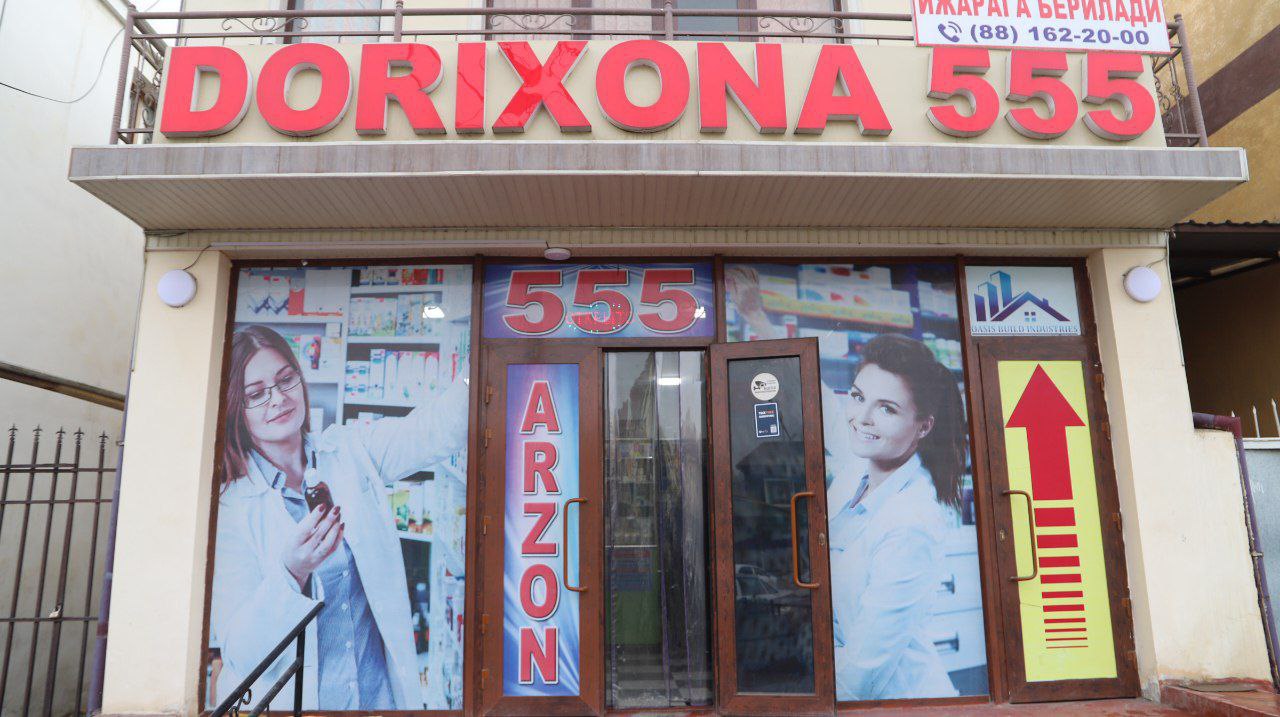 ИЖАРАГА БЕРИЛАДИ
(88) 162-20-00
DORIXONA 555
555
OASIS BUILD INDUSTRIES
ARZON